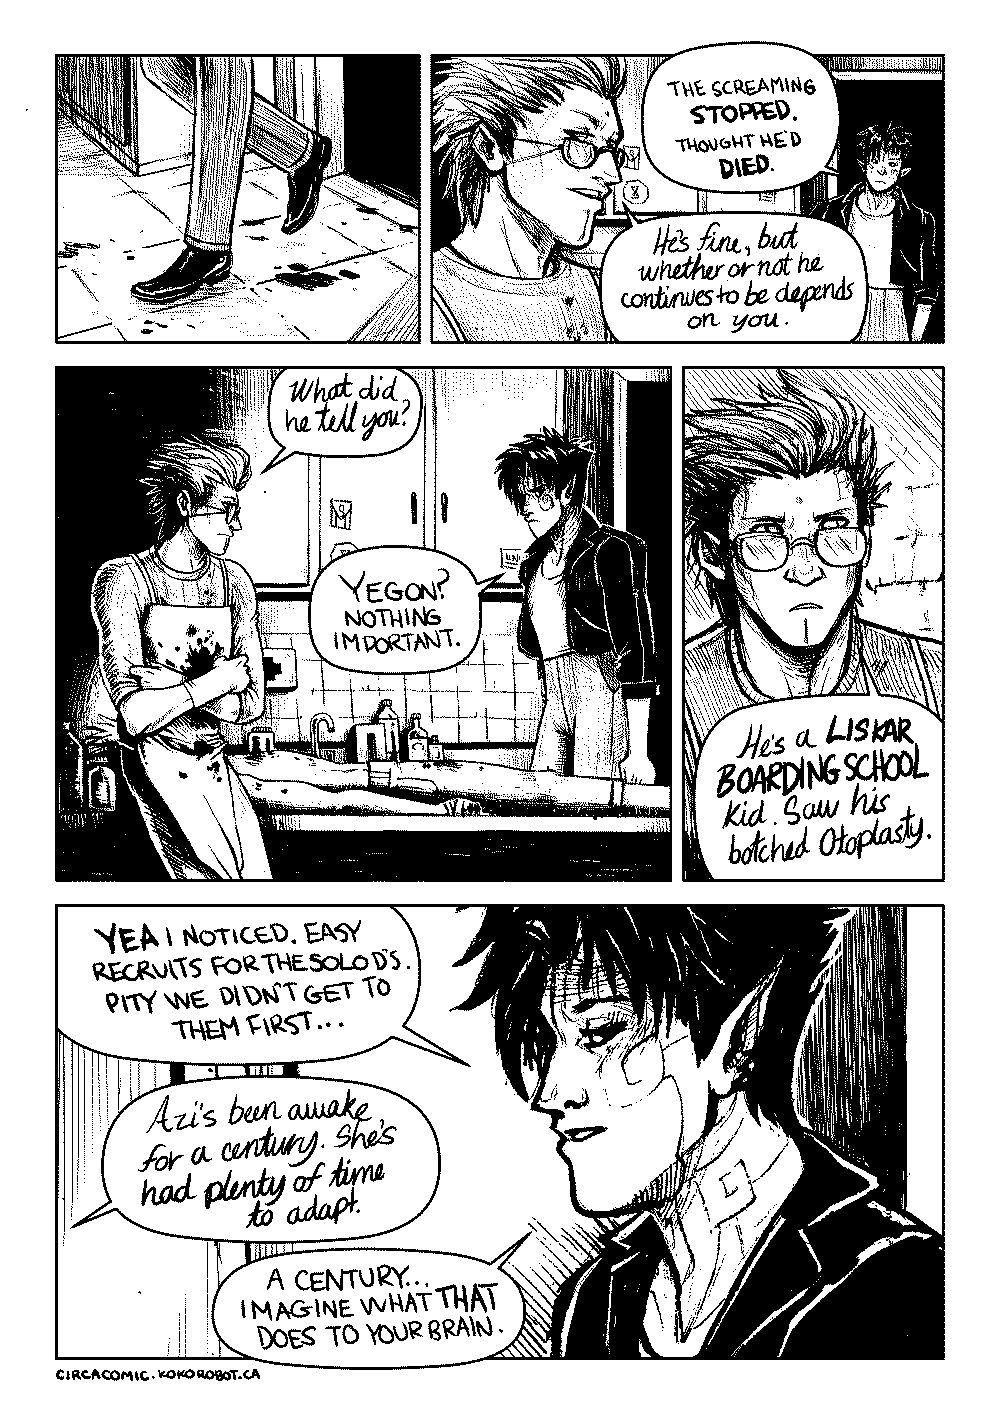 THE SCREAMING
STOPPED.
THOUGHT HE'D
DIED.
He's fine, but
whether or not he
continues to be depends
on you.
What did
he tell you?
YEGON?
NOTHING
IMPORTANT.
He's a LISKAR
BOARDING SCHOOL
kid. Saw his
botched Otoplasty.
YEA I NOTICED. EASY
RECRUITS FOR THE SOLOD'S.
PITY WE DIDN'T GET TO
THEM FIRST...
Azi's been awake
for a century. She's
had plenty of time
to adapt.
A CENTURY...
IMAGINE WHAT THAT
DOES TO YOUR BRAIN.
CIRCACOMIC.KOKOROBOT.CA